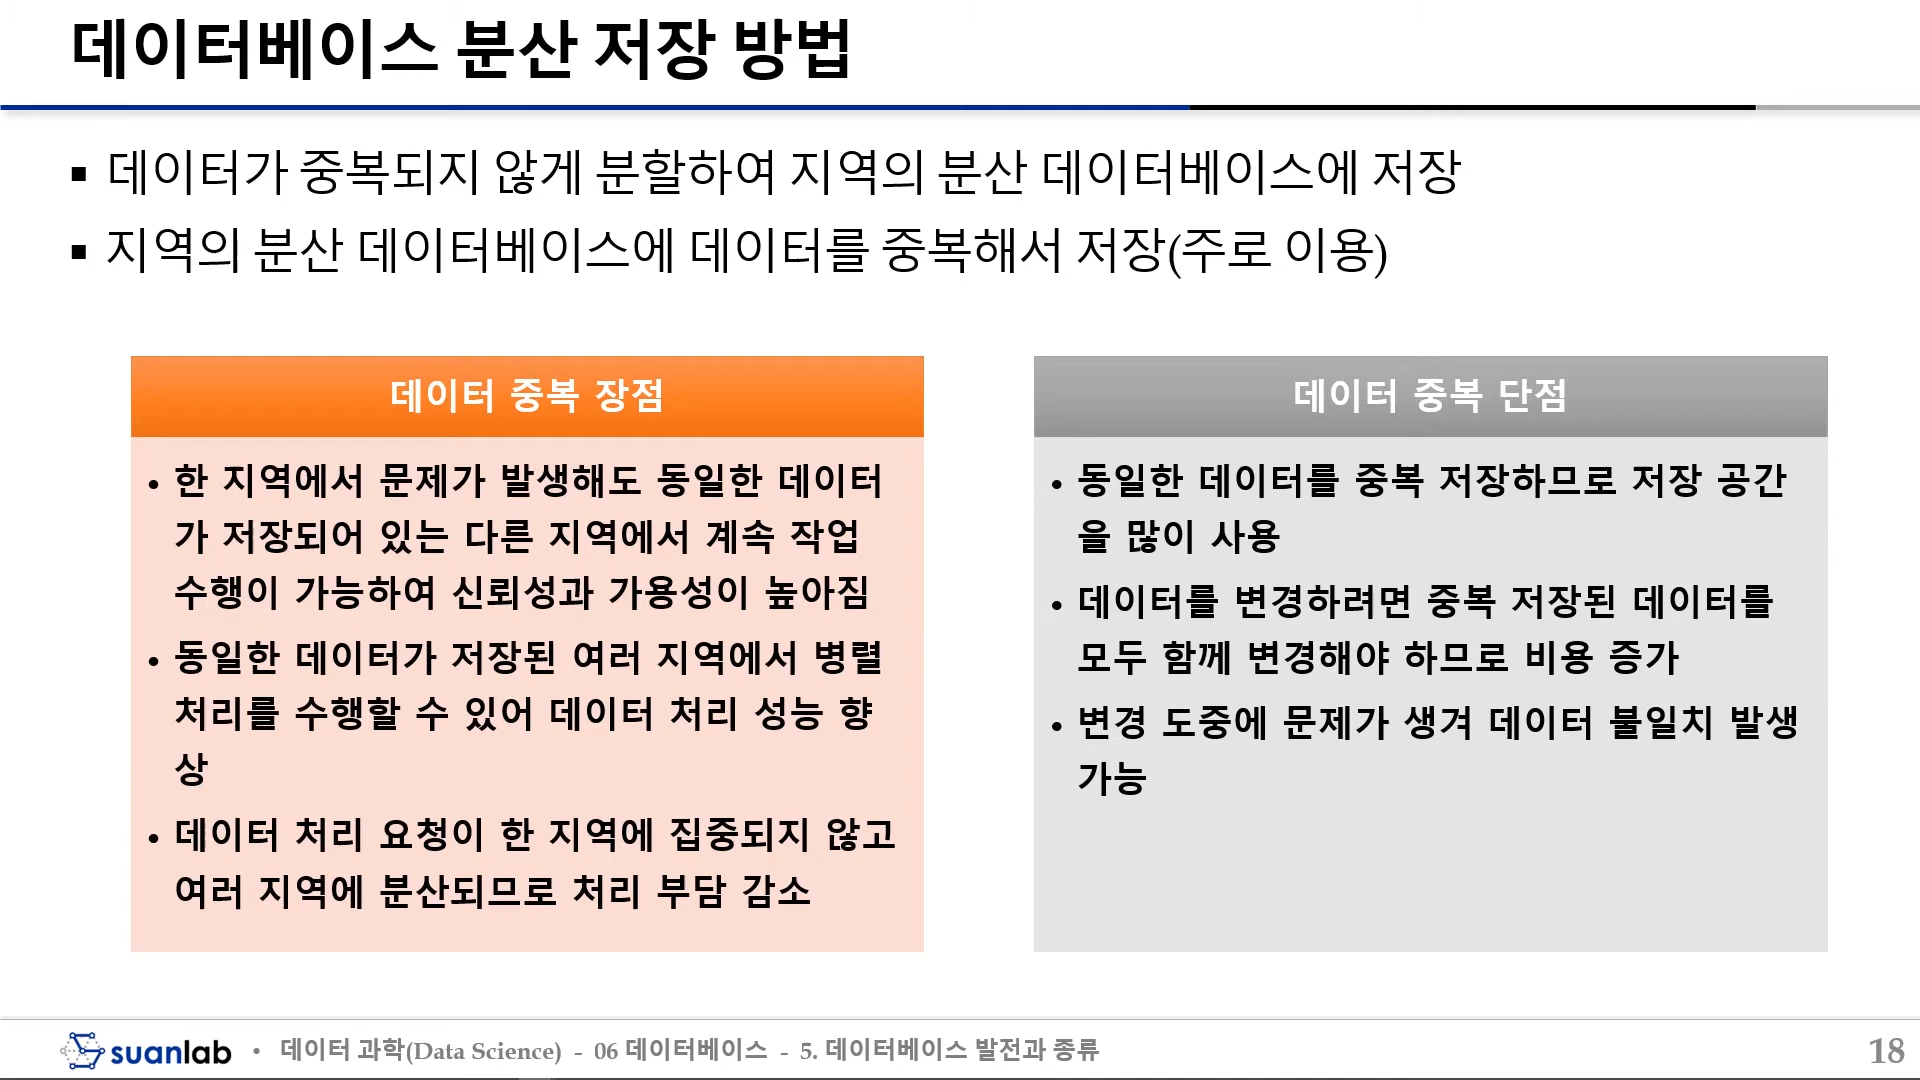 데이터베이스 분산 저장 방법
▪ 데이터가 중복되지 않게 분할하여 지역의 분산 데이터베이스에 저장
▪ 지역의 분산 데이터베이스에 데이터를 중복해서 저장(주로 이용)
데이터 중복 장점
• 한 지역에서 문제가 발생해도 동일한 데이터
가 저장되어 있는 다른 지역에서 계속 작업
수행이 가능하여 신뢰성과 가용성이 높아짐
• 동일한 데이터가 저장된 여러 지역에서 병렬
처리를 수행할 수 있어 데이터 처리 성능 향
상
• 데이터 처리 요청이 한 지역에 집중되지 않고
여러 지역에 분산되므로 처리 부담 감소
데이터 중복 단점
• 동일한 데이터를 중복 저장하므로 저장 공간
을 많이 사용
• 데이터를 변경하려면 중복 저장된 데이터를
모두 함께 변경해야 하므로 비용 증가
• 변경 도중에 문제가 생겨 데이터 불일치 발생
가능
suanlab • 데이터 과학(Data Science) - 06 데이터베이스 - 5. 데이터베이스 발전과 종류
18